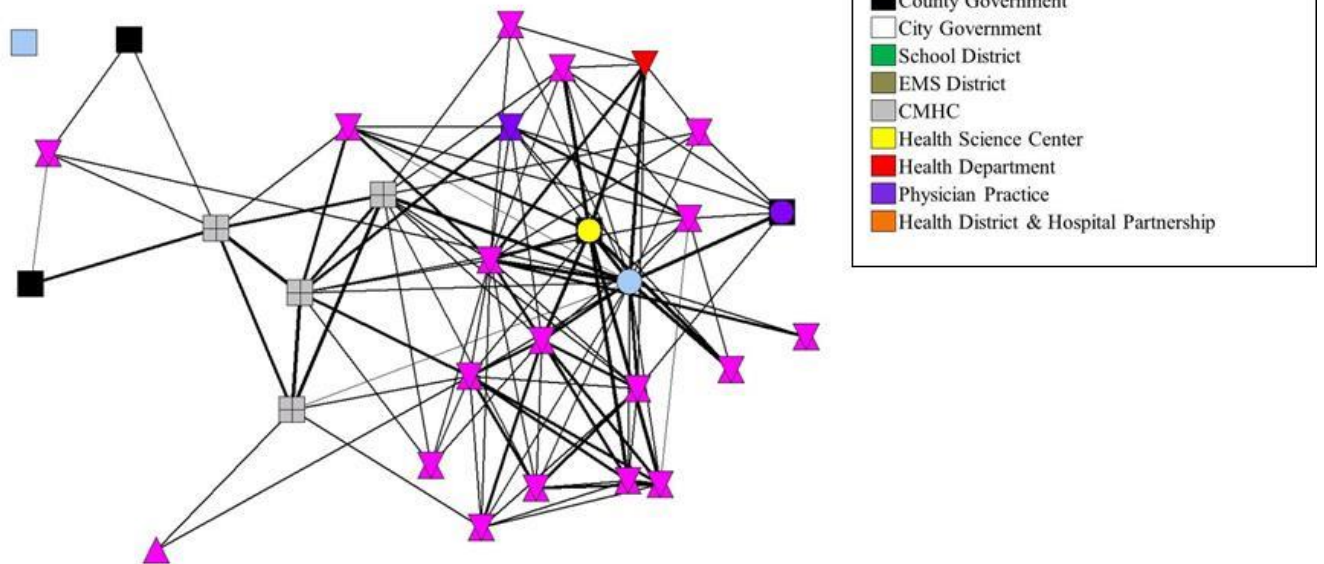 County Government
City Government
School District
EMS District
CMHC
Health Science Center
Health Department
Physician Practice
Health District & Hospital Partnership